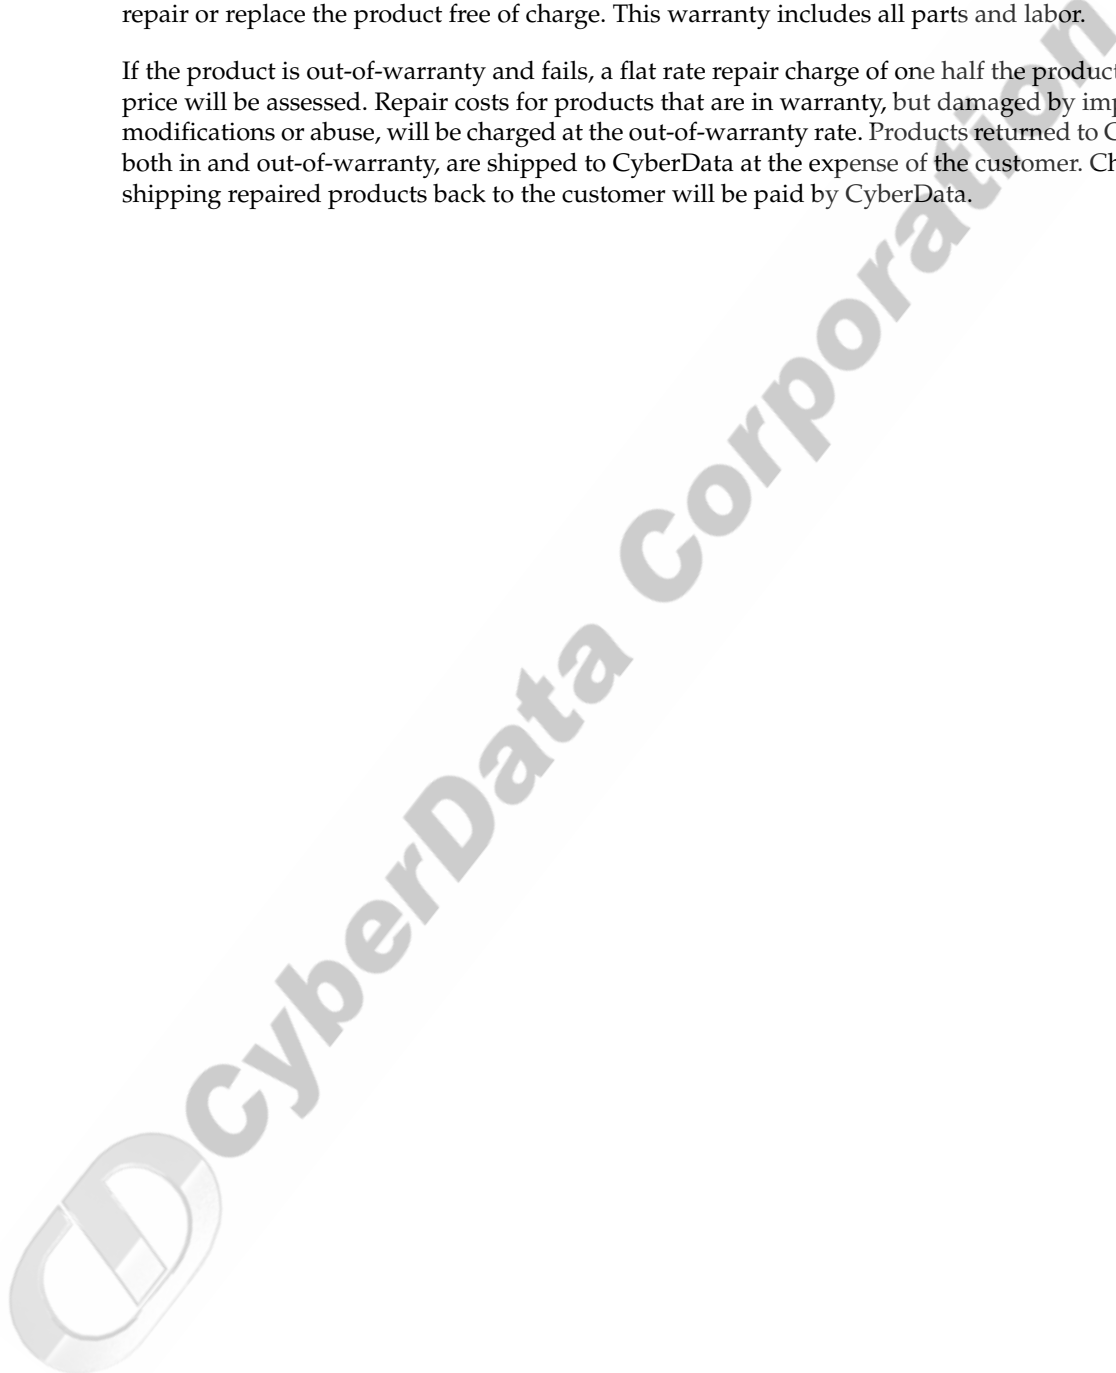 repair or replace the product free of charge. This warranty includes all parts and labor.
If the product is out-of-warranty and fails, a flat rate repair charge of one half the product
price will be assessed. Repair costs for products that are in warranty, but damaged by
modifications or abuse, will be charged at the out-of-warranty rate. Products returned to
both in and out-of-warranty, are shipped to CyberData at the expense of the customer.
shipping repaired products back to the customer will be paid by CyberData.
CyberData Corporation